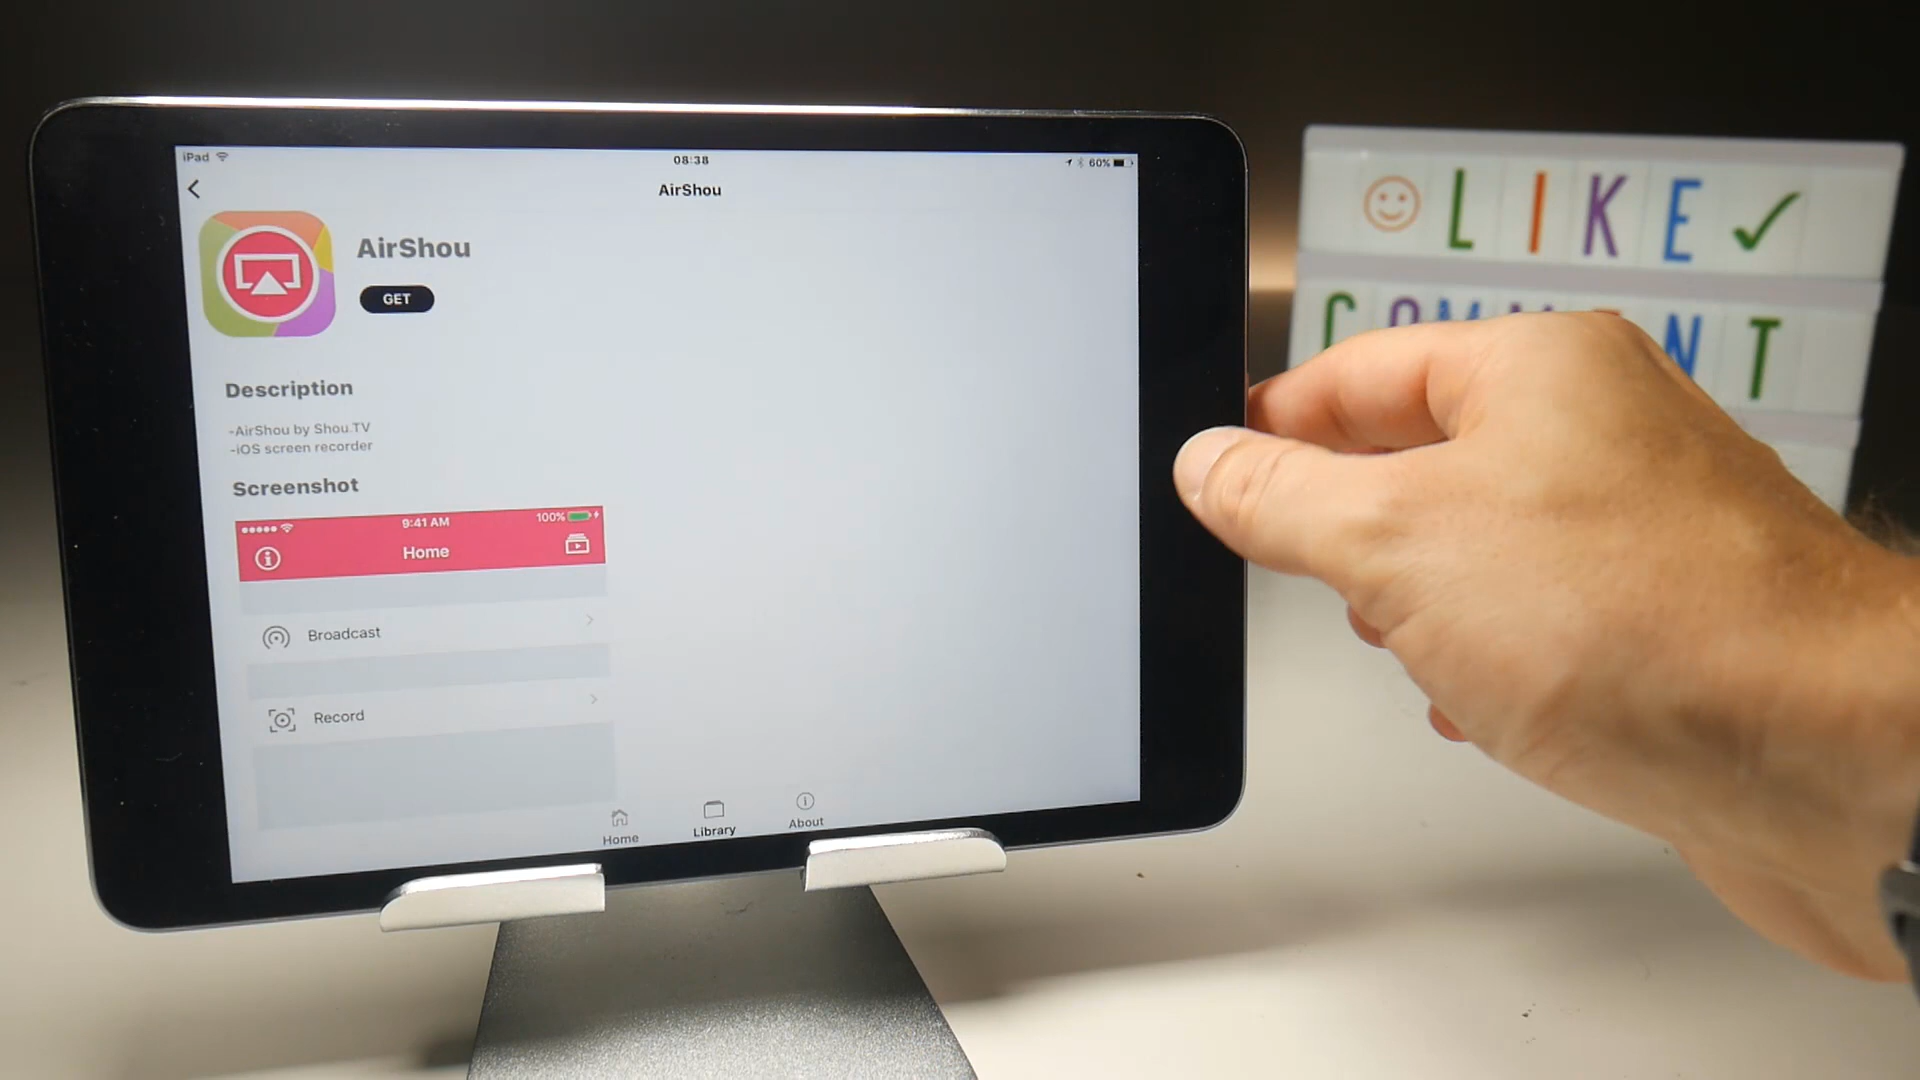 iPad 08:38 60%
AirShou
AirShou
GET
Description
-AirShou by Shou.TV
-iOS screen recorder
Screenshot
9:41 AM 100%
Home
Broadcast
Record
Home Library About
LIKE
COMMENT